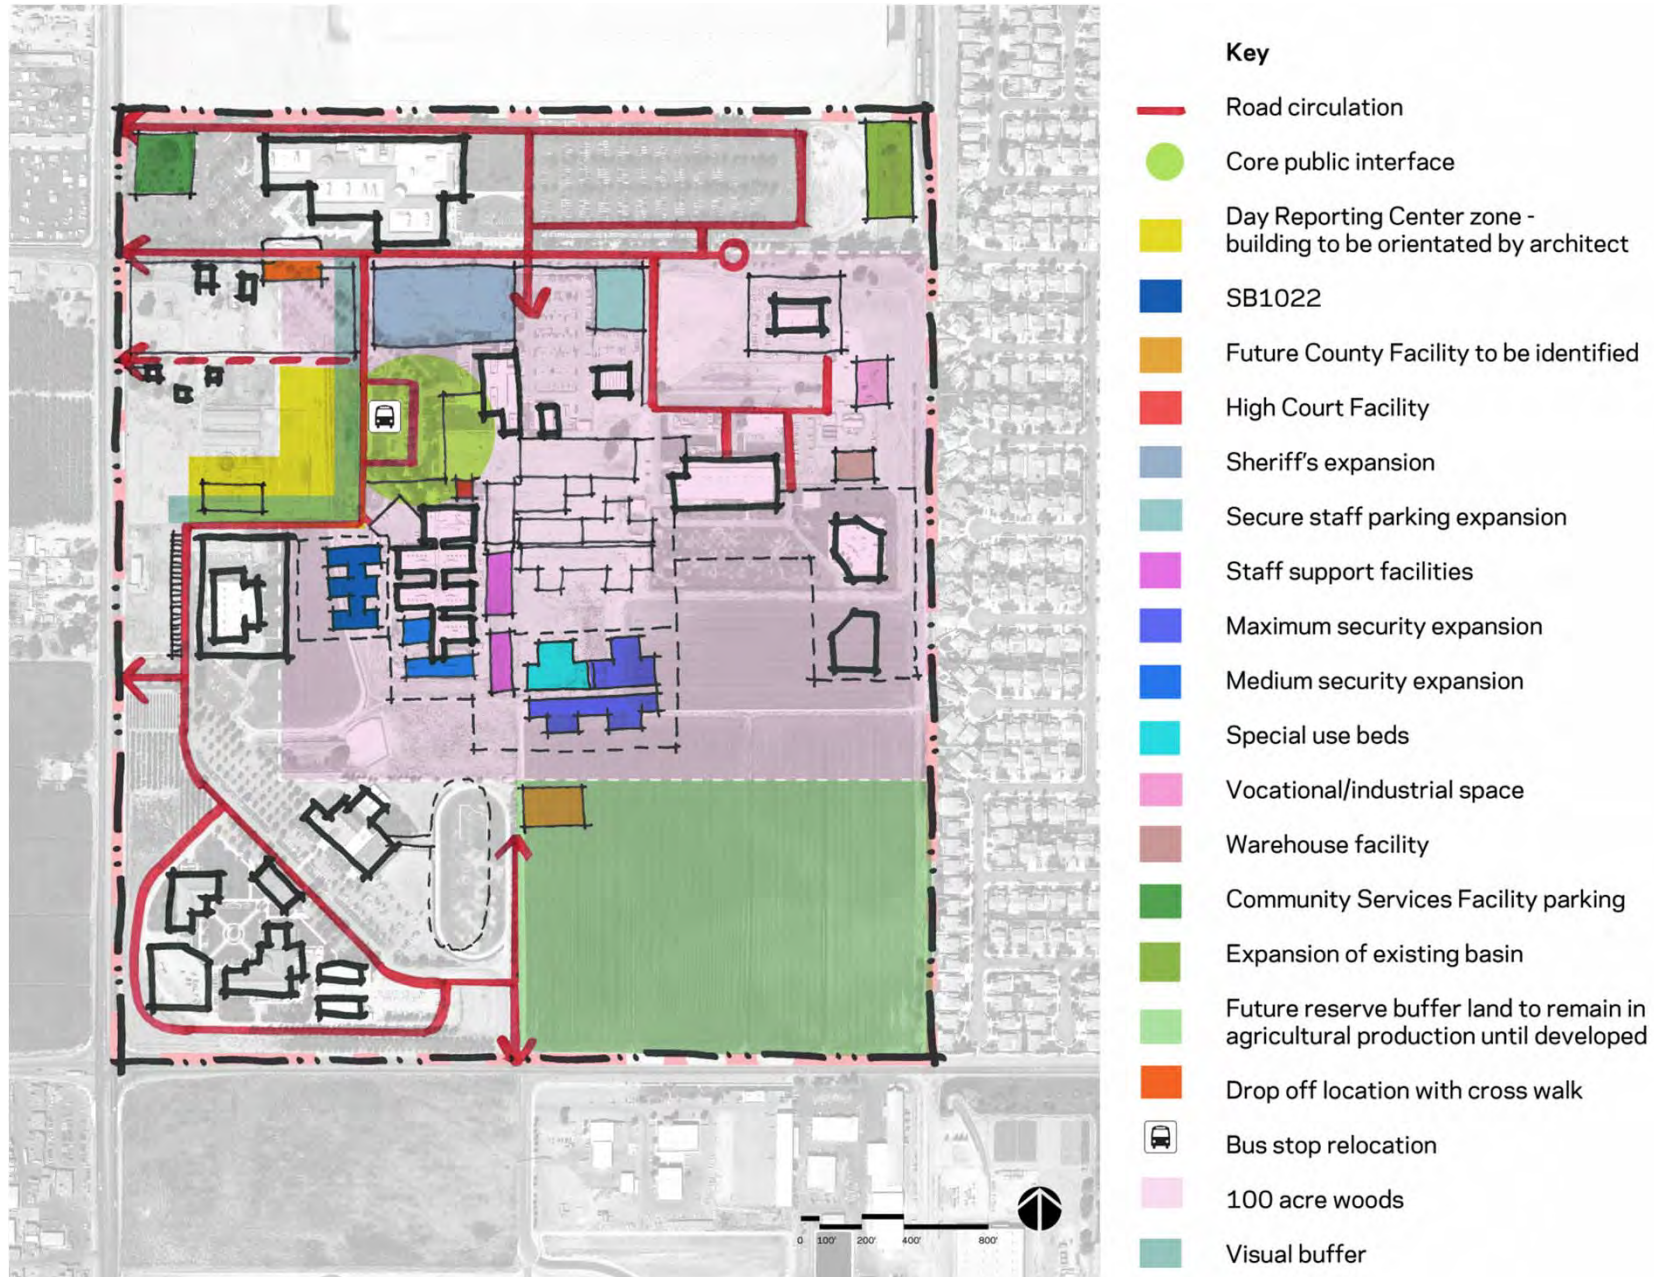 Key
Road circulation
Core public interface
Day Reporting Center zone -
building to be orientated by architect
SB1022
Future County Facility to be identified
High Court Facility
Sheriff's expansion
Secure staff parking expansion
Staff support facilities
Maximum security expansion
Medium security expansion
Special use beds
Vocational/industrial space
Warehouse facility
Community Services Facility parking
Expansion of existing basin
Future reserve buffer land to remain in
agricultural production until developed
Drop off location with cross walk
Bus stop relocation
100 acre woods
Visual buffer
0 100' 200' 400' 800'